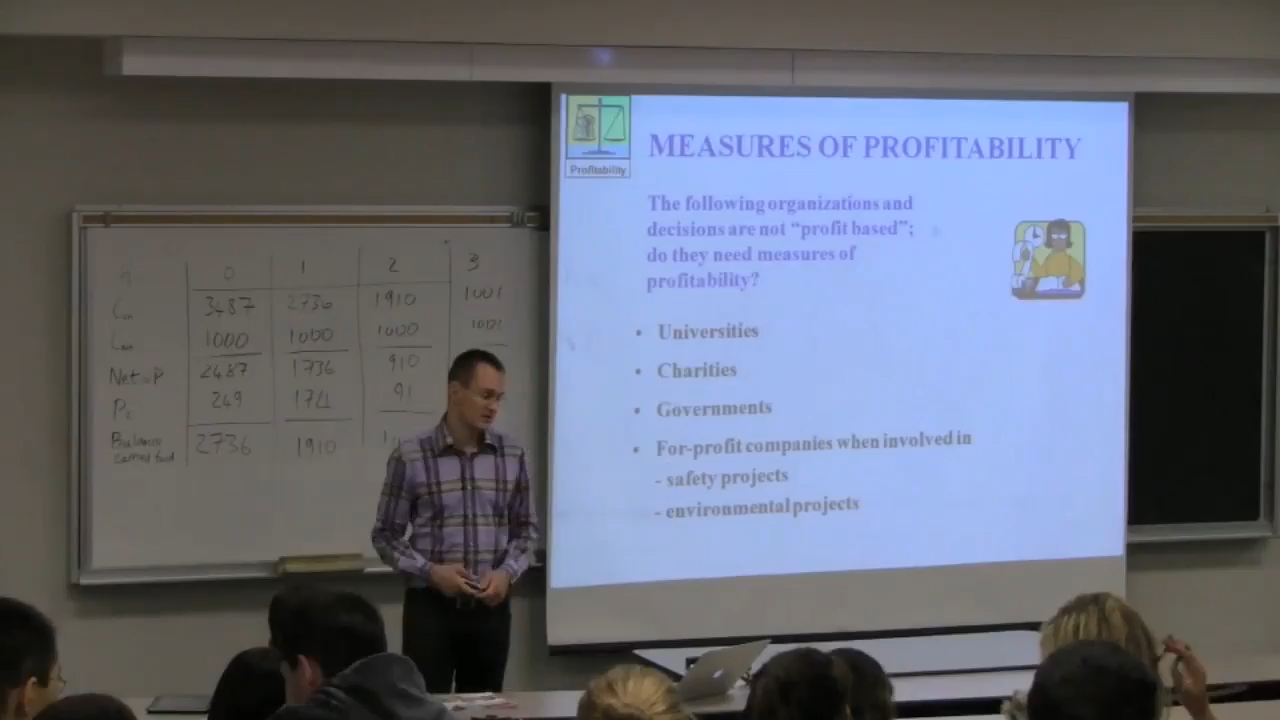 0 1 2 3
3487 2736 1910 1001
1000 1000 1000 1001
Net P 2487 1736 910
249 174 91
Balance
2736 1910
Profitability
MEASURES OF PROFITABILITY
The following organizations and
decisions are not “profit based”;
do they need measures of
profitability?
• Universities
• Charities
• Governments
• For-profit companies when involved in
- safety projects
- environmental projects